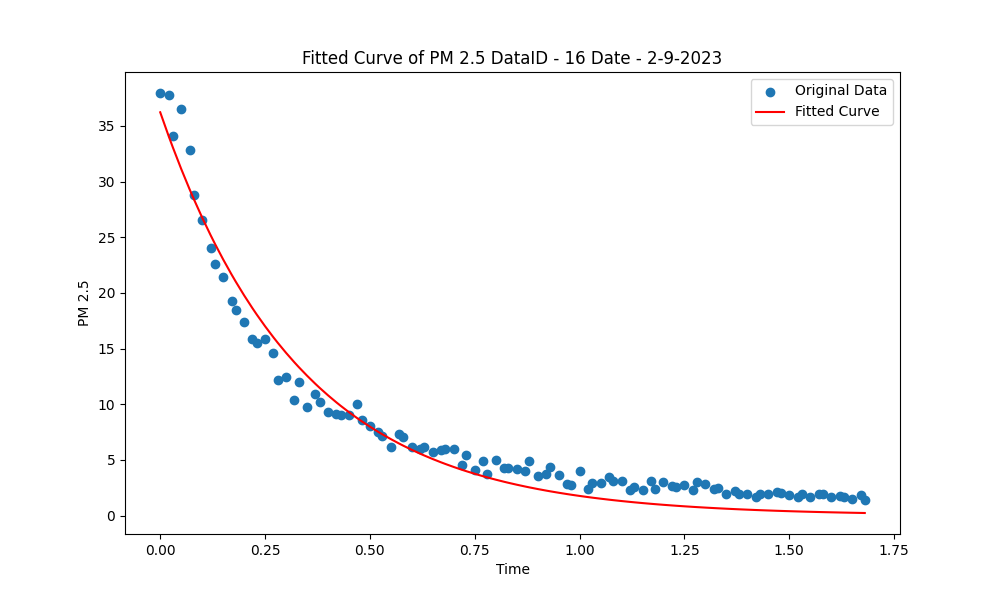 Fitted Curve of PM 2.5 DataID - 16 Date - 2-9-2023
Original Data
Fitted Curve
PM 2.5
35
30
25
20
15
10
5
0
0.00 0.25 0.50 0.75 1.00 1.25 1.50 1.75
Time